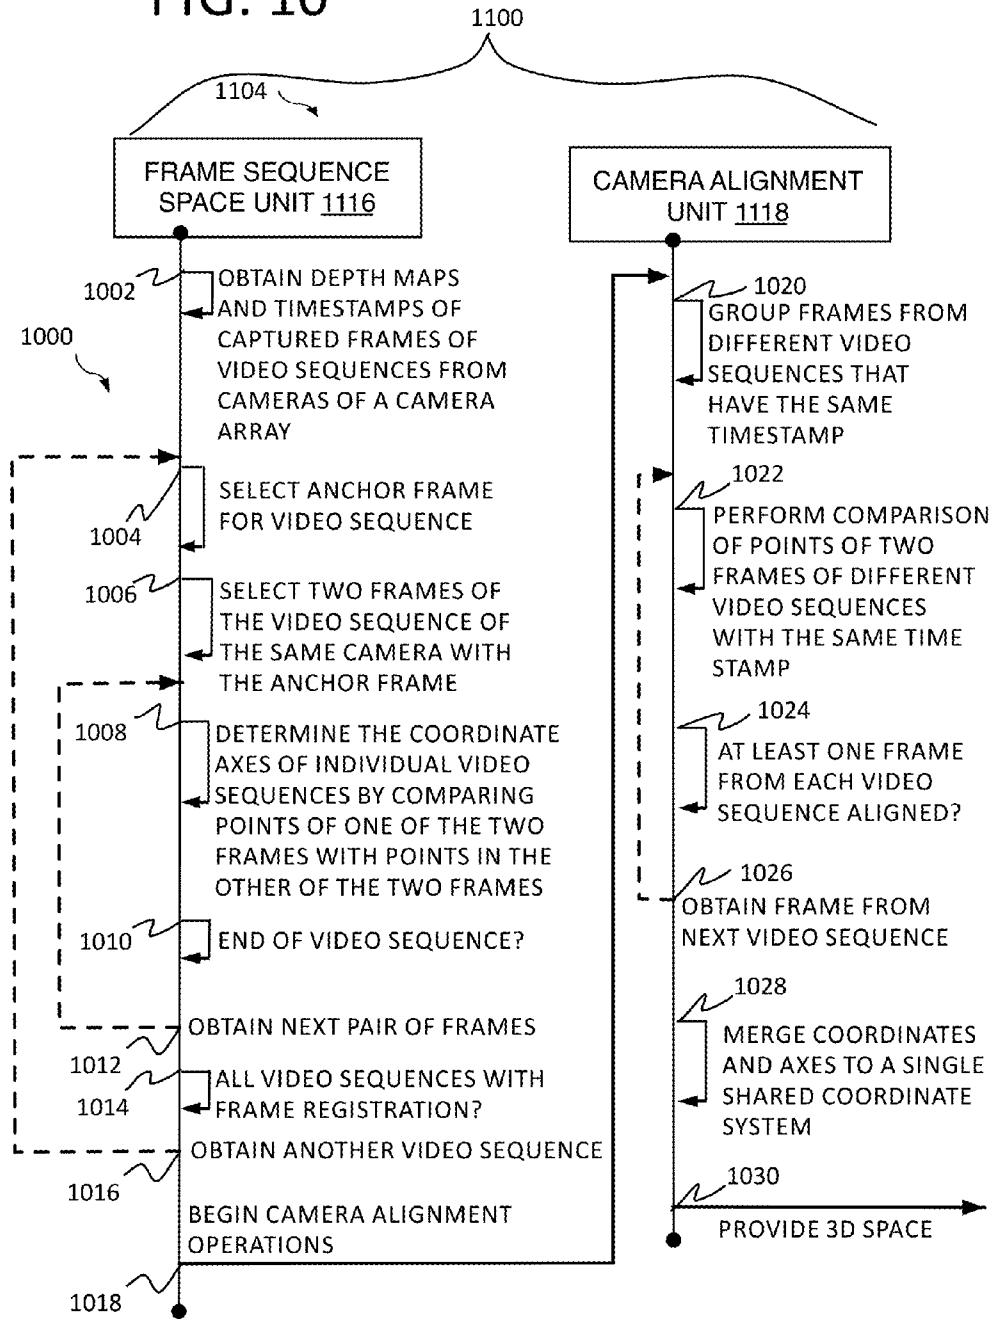 FIG. 10
1100
1104
FRAME SEQUENCE
SPACE UNIT 1116
CAMERA ALIGNMENT
UNIT 1118
1000
1002
OBTAIN DEPTH MAPS
AND TIMESTAMPS OF
CAPTURED FRAMES OF
VIDEO SEQUENCES FROM
CAMERAS OF A CAMERA
ARRAY
1004
SELECT ANCHOR FRAME
FOR VIDEO SEQUENCE
1006
SELECT TWO FRAMES OF
THE VIDEO SEQUENCE OF
THE SAME CAMERA WITH
THE ANCHOR FRAME
1008
DETERMINE THE COORDINATE
AXES OF INDIVIDUAL VIDEO
SEQUENCES BY COMPARING
POINTS OF ONE OF THE TWO
FRAMES WITH POINTS IN THE
OTHER OF THE TWO FRAMES
1010
END OF VIDEO SEQUENCE?
OBTAIN NEXT PAIR OF FRAMES
1012
1014
ALL VIDEO SEQUENCES WITH
FRAME REGISTRATION?
OBTAIN ANOTHER VIDEO SEQUENCE
1016
BEGIN CAMERA ALIGNMENT
OPERATIONS
1018
1020
GROUP FRAMES FROM
DIFFERENT VIDEO
SEQUENCES THAT
HAVE THE SAME
TIMESTAMP
1022
PERFORM COMPARISON
OF POINTS OF TWO
FRAMES OF DIFFERENT
VIDEO SEQUENCES
WITH THE SAME TIME
STAMP
1024
AT LEAST ONE FRAME
FROM EACH VIDEO
SEQUENCE ALIGNED?
1026
OBTAIN FRAME FROM
NEXT VIDEO SEQUENCE
1028
MERGE COORDINATES
AND AXES TO A SINGLE
SHARED COORDINATE
SYSTEM
1030
PROVIDE 3D SPACE